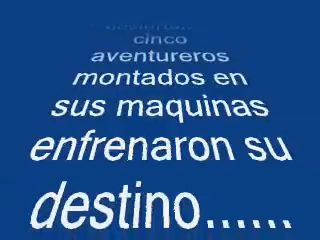 cinco
aventureros
montados en
sus maquinas
enfrenaron su
destino......